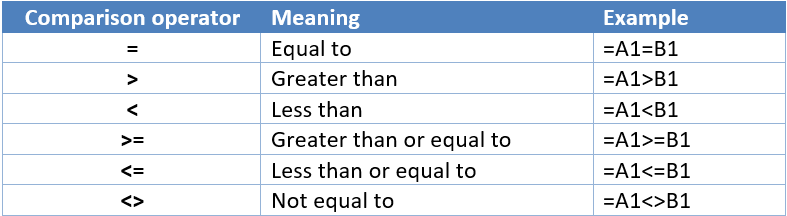 Comparison operator Meaning Example
= Equal to =A1=B1
> Greater than =A1>B1
< Less than =A1<B1
>= Greater than or equal to =A1>=B1
<= Less than or equal to =A1<=B1
<> Not equal to =A1<>B1